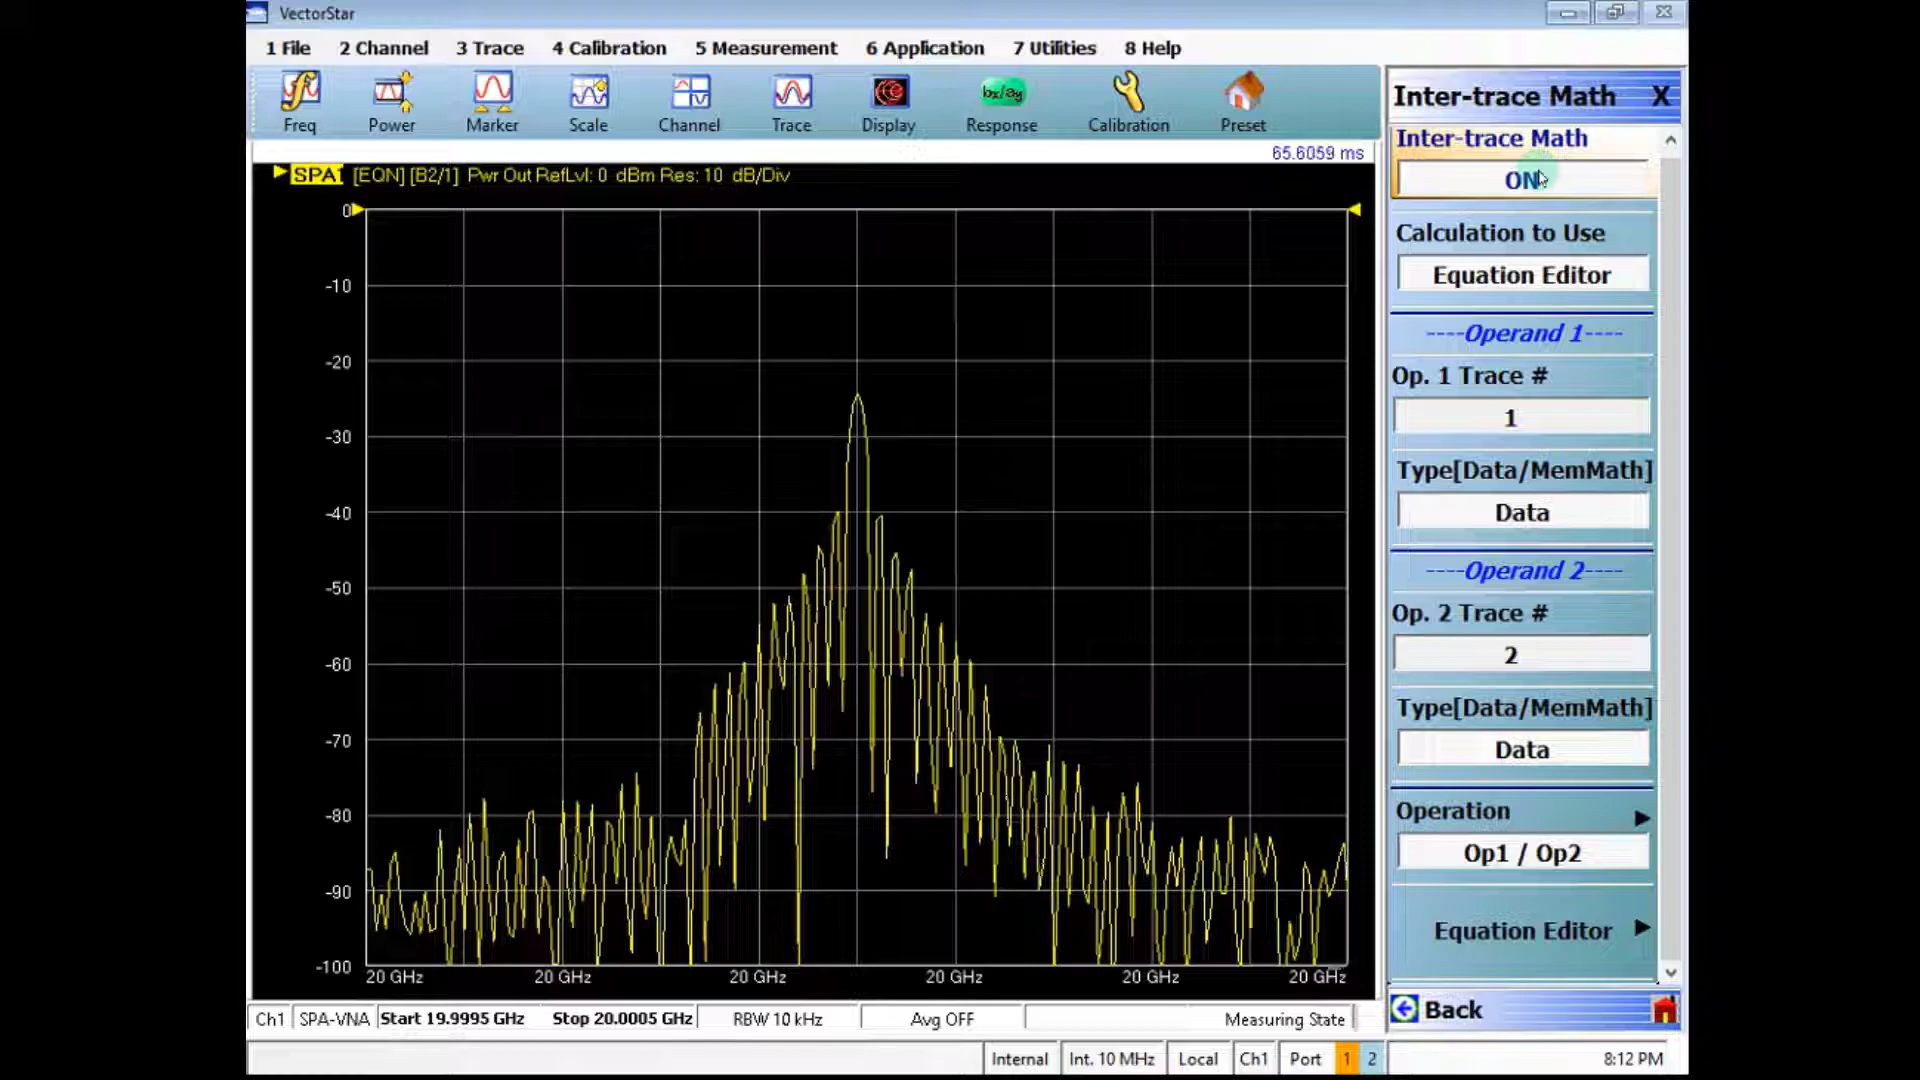 VectorStar
1 File 2 Channel 3 Trace 4 Calibration 5 Measurement 6 Application 7 Utilities 8 Help
Freq Power Marker Scale Channel Trace Display Response Calibration Preset
bx/ay
65.6059 ms
SPA1 [EQN] [B2/1] Pwr Out RefLvl: 0 dBm Res: 10 dB/Div
0
-10
-20
-30
-40
-50
-60
-70
-80
-90
-100
20 GHz 20 GHz 20 GHz 20 GHz 20 GHz 20 GHz
Ch1 SPA-VNA Start 19.9995 GHz Stop 20.0005 GHz RBW 10 kHz Avg OFF Measuring State
Inter-trace Math X
Inter-trace Math
ON
Calculation to Use
Equation Editor
----Operand 1----
Op. 1 Trace #
1
Type[Data/MemMath]
Data
----Operand 2----
Op. 2 Trace #
2
Type[Data/MemMath]
Data
Operation
Op1 / Op2
Equation Editor
Back
Internal Int. 10 MHz Local Ch1 Port 1 2 8:12 PM